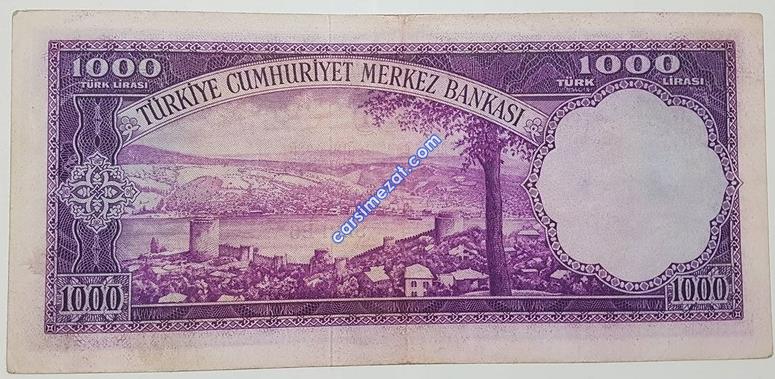 1000
TÜRK LİRASI
1000
TÜRK LİRASI
TÜRKİYE CUMHURİYET MERKEZ BANKASI
carsimezat.com
1000
1000